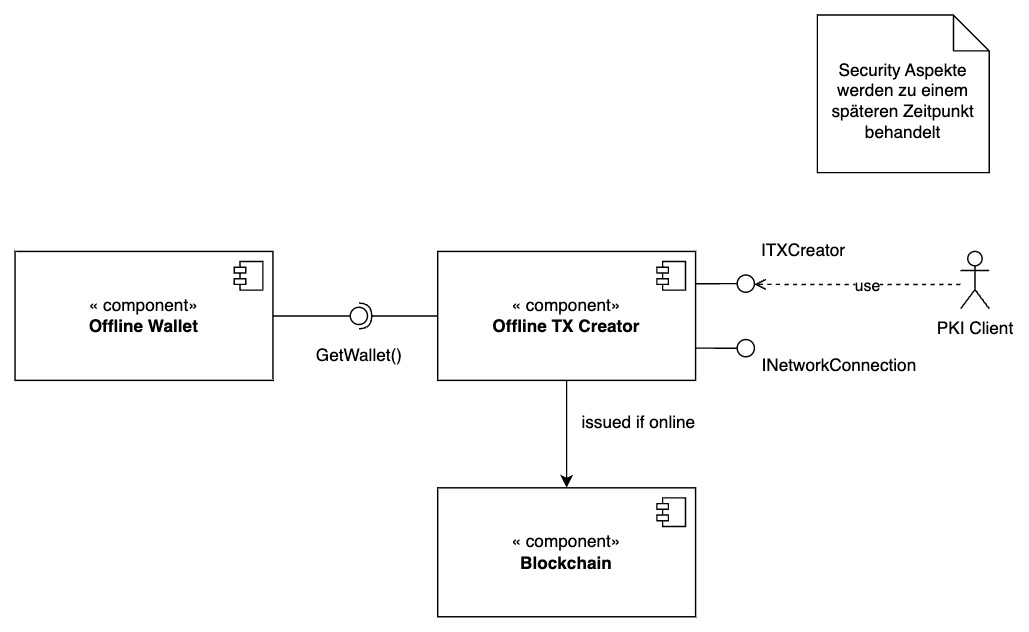 Security Aspekte
werden zu einem
späteren Zeitpunkt
behandelt
ITXCreator
« component»
Offline Wallet
« component»
Offline TX Creator
use
PKI Client
GetWallet()
INetworkConnection
issued if online
« component»
Blockchain